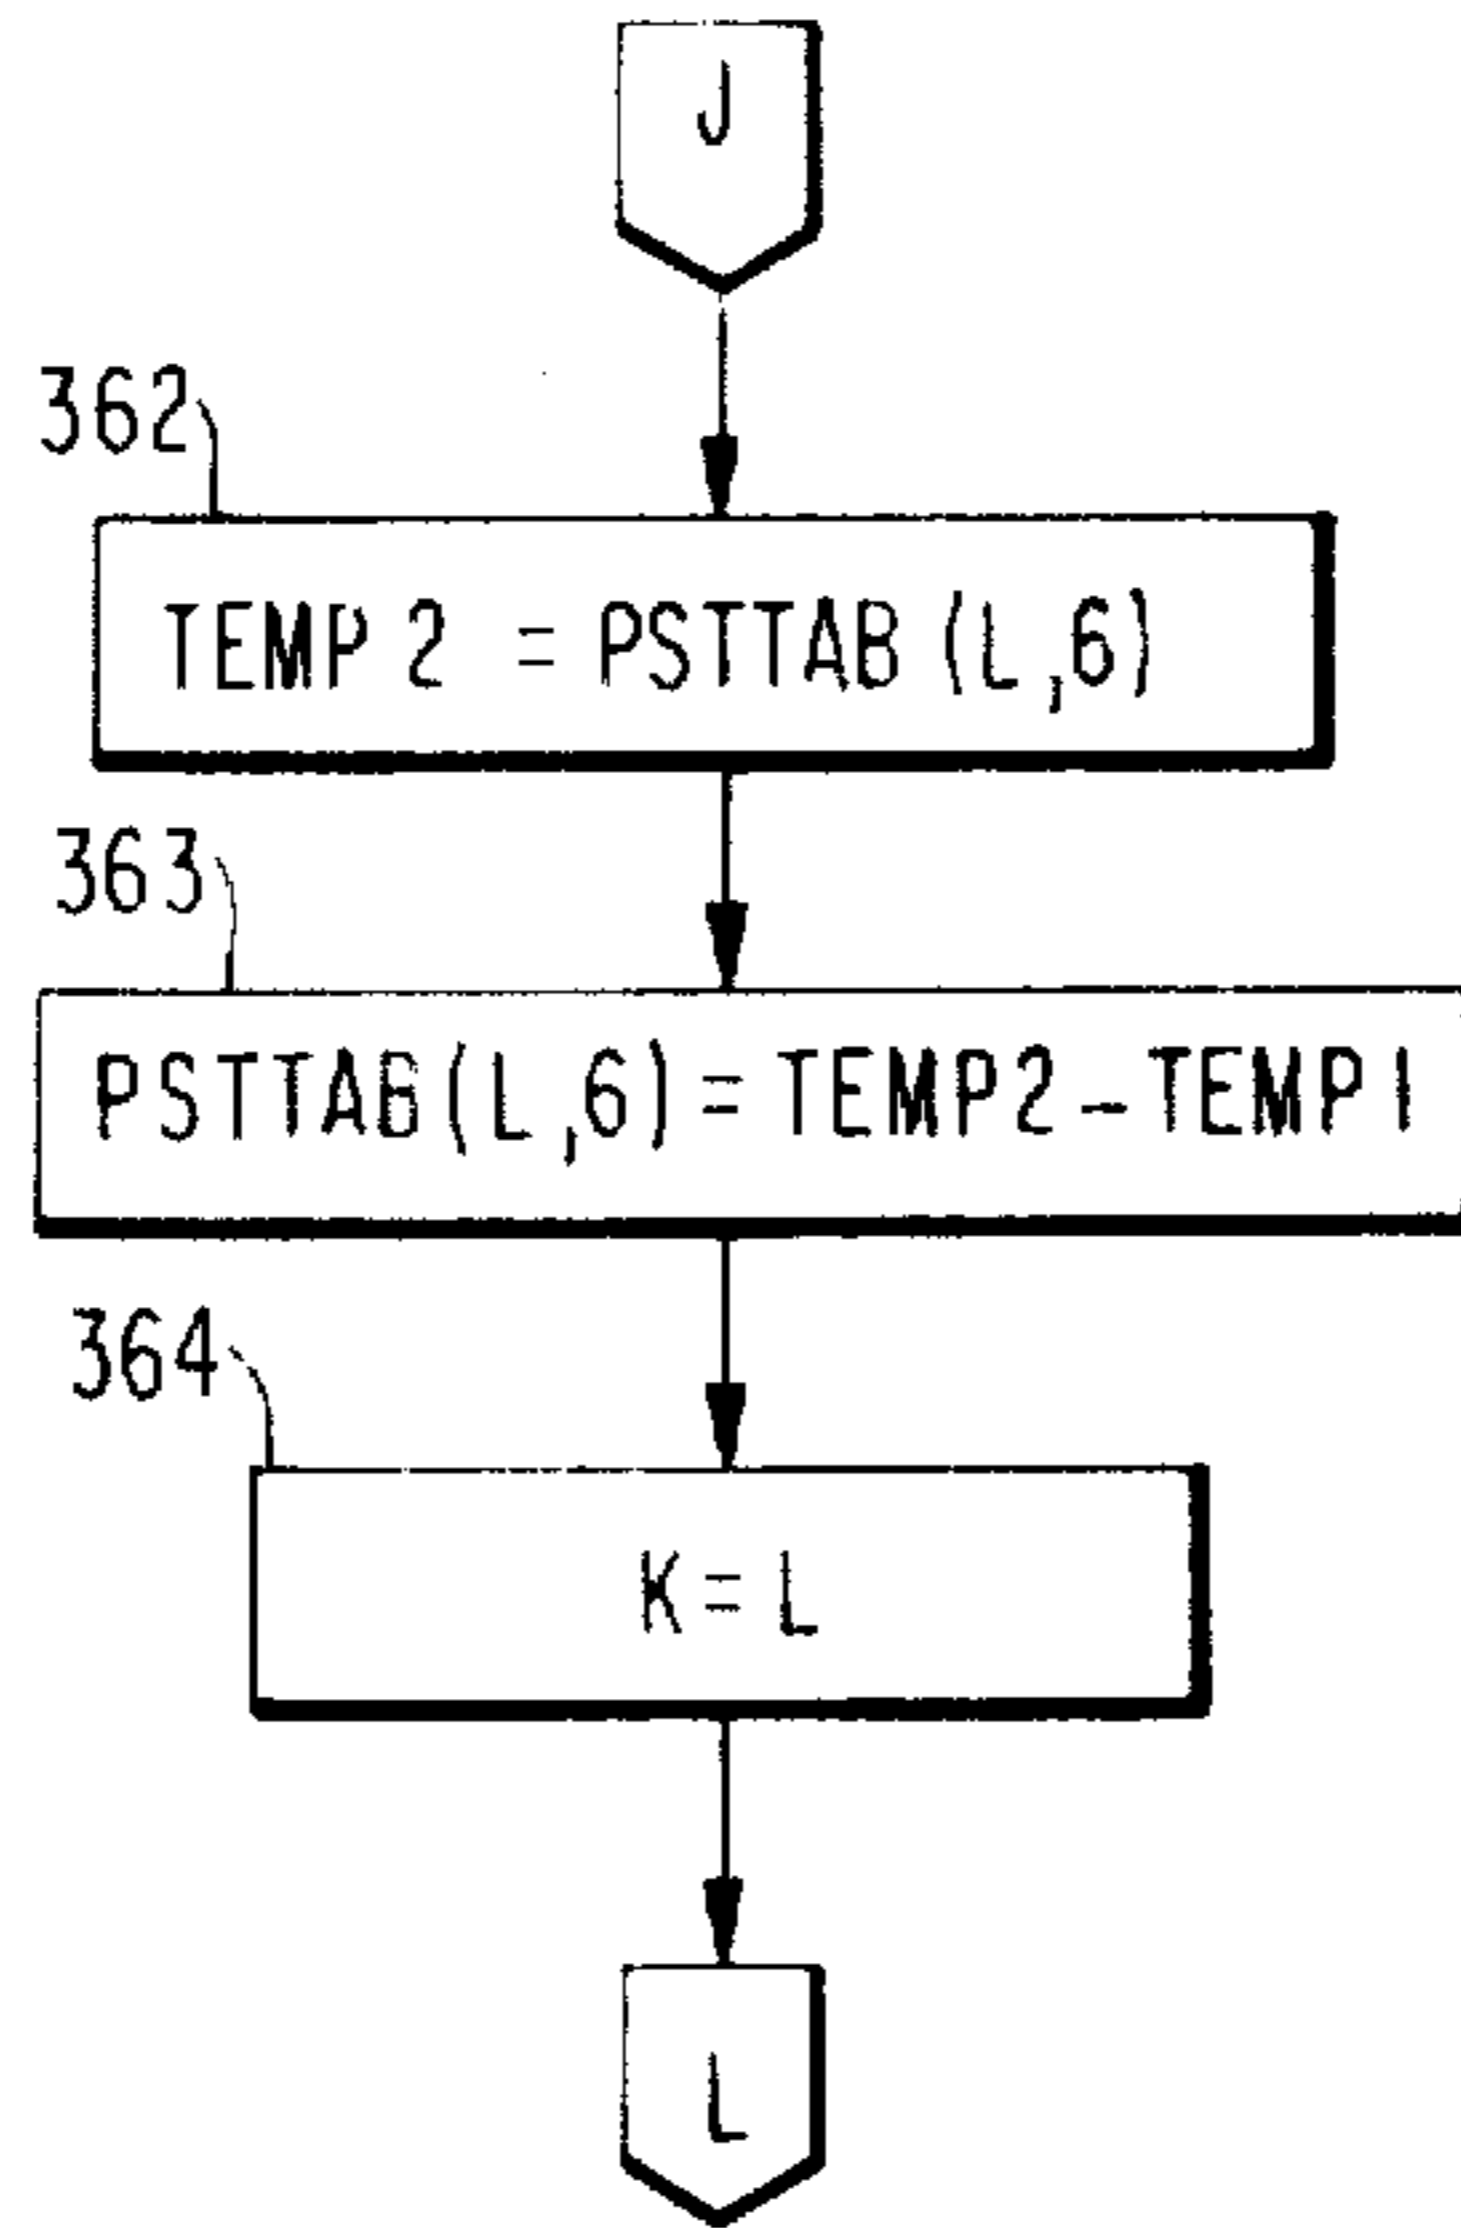 J
362
TEMP 2 = PSTTAB (L,6)
363
PSTTAB(L,6) = TEMP2 - TEMP1
364
K = L
L